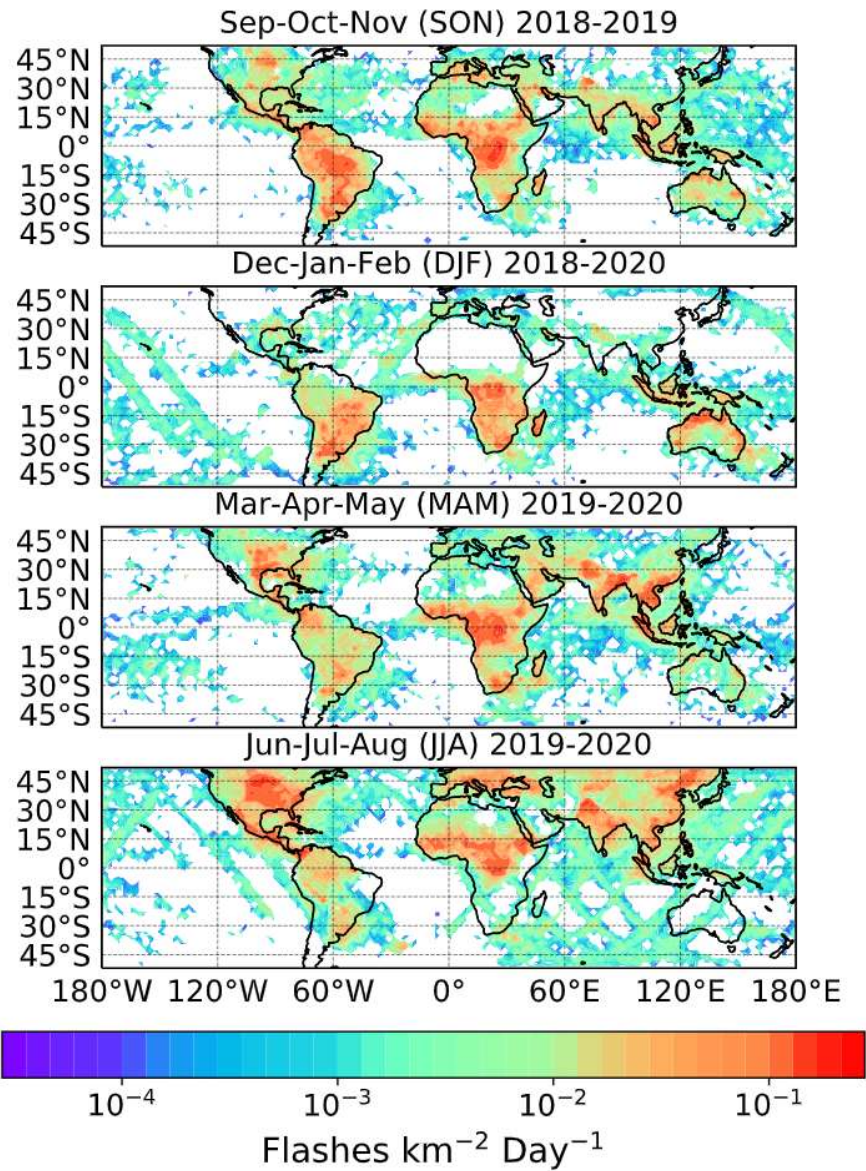 Sep-Oct-Nov (SON) 2018-2019
45°N
30°N
15°N
0°
15°S
30°S
45°S
Dec-Jan-Feb (DJF) 2018-2020
45°N
30°N
15°N
0°
15°S
30°S
45°S
Mar-Apr-May (MAM) 2019-2020
45°N
30°N
15°N
0°
15°S
30°S
45°S
Jun-Jul-Aug (JJA) 2019-2020
45°N
30°N
15°N
0°
15°S
30°S
45°S
180°W 120°W 60°W 0° 60°E 120°E 180°E
10⁻⁴ 10⁻³ 10⁻² 10⁻¹
Flashes km⁻² Day⁻¹